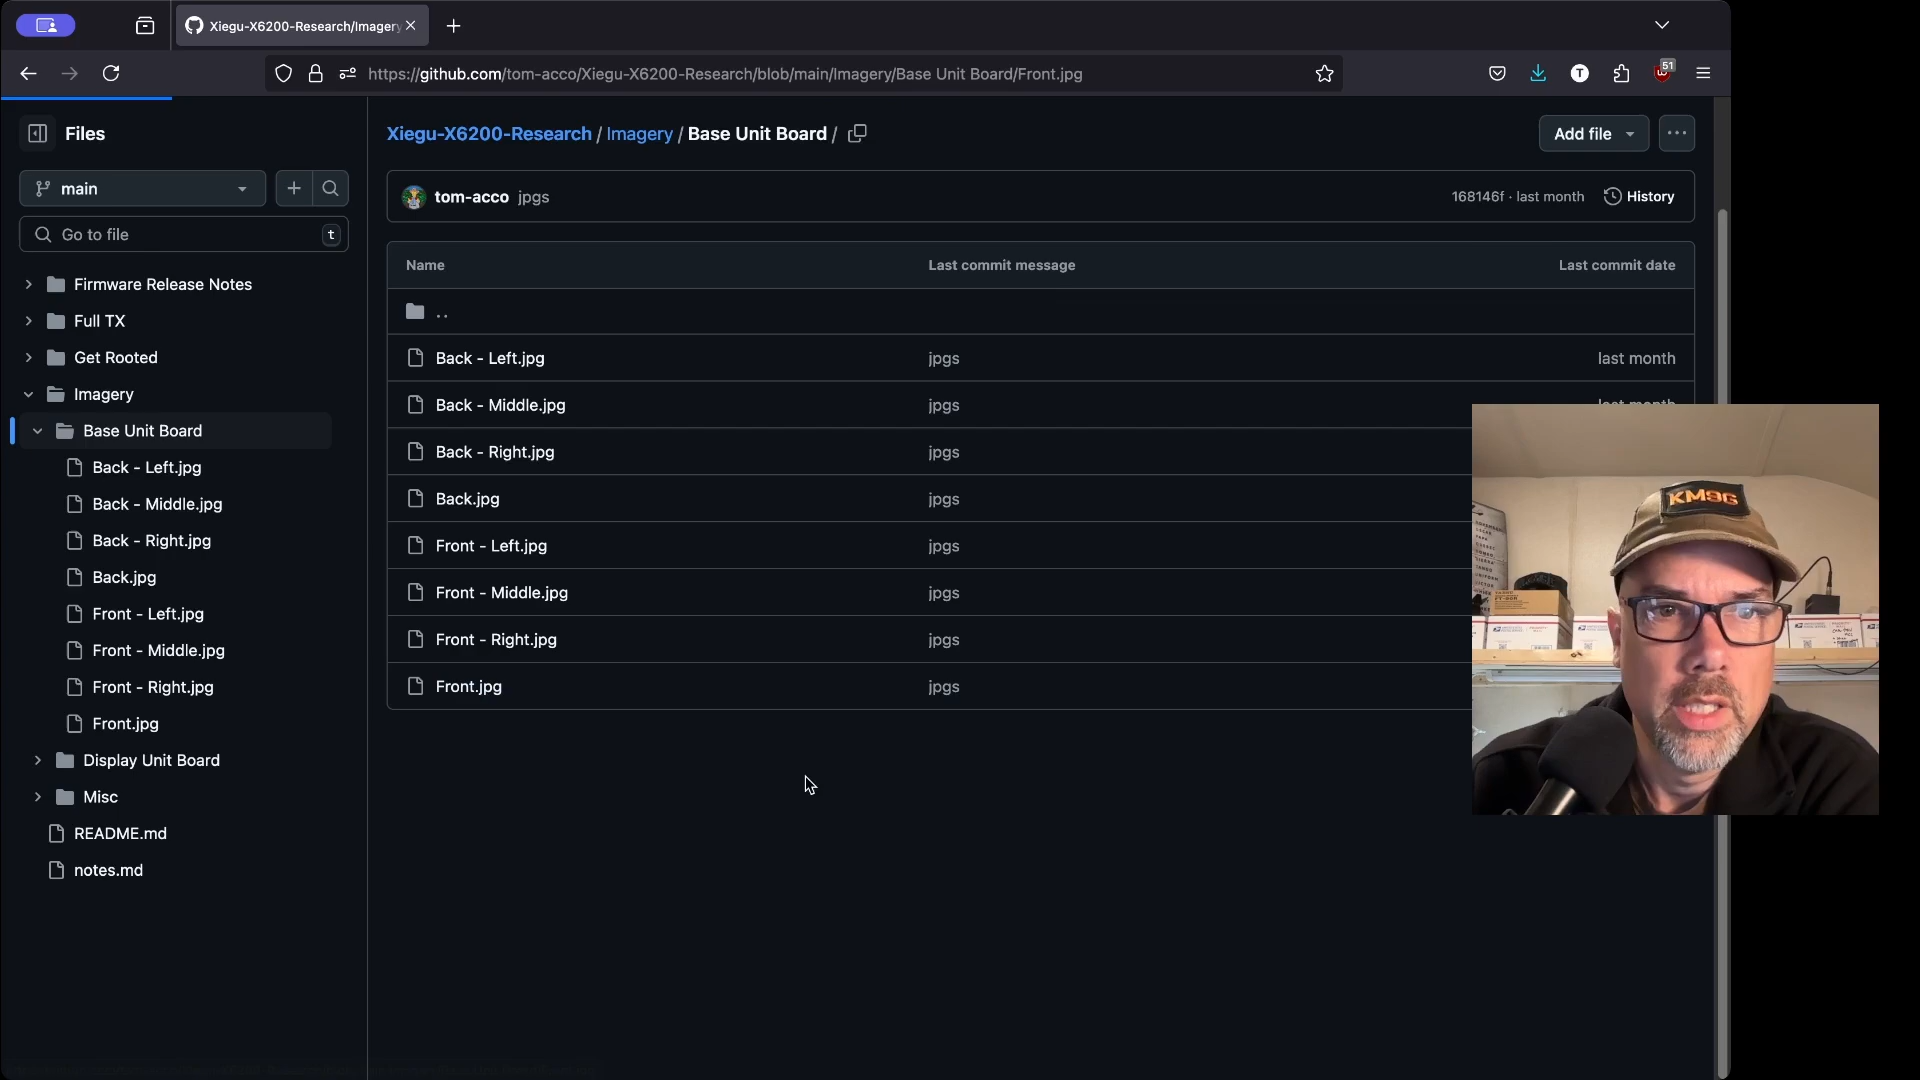 Xiegu-X6200-Research/Imagery
https://github.com/tom-acco/Xiegu-X6200-Research/blob/main/Imagery/Base Unit Board/Front.jpg
T
51
Files
main
Go to file
t
Firmware Release Notes
Full TX
Get Rooted
Imagery
Base Unit Board
Back - Left.jpg
Back - Middle.jpg
Back - Right.jpg
Back.jpg
Front - Left.jpg
Front - Middle.jpg
Front - Right.jpg
Front.jpg
Display Unit Board
Misc
README.md
notes.md
Xiegu-X6200-Research / Imagery / Base Unit Board /
Add file
tom-acco jpgs
168146f · last month
History
Name Last commit message Last commit date
..
Back - Left.jpg jpgs last month
Back - Middle.jpg jpgs last month
Back - Right.jpg jpgs
Back.jpg jpgs
Front - Left.jpg jpgs
Front - Middle.jpg jpgs
Front - Right.jpg jpgs
Front.jpg jpgs
KM9G